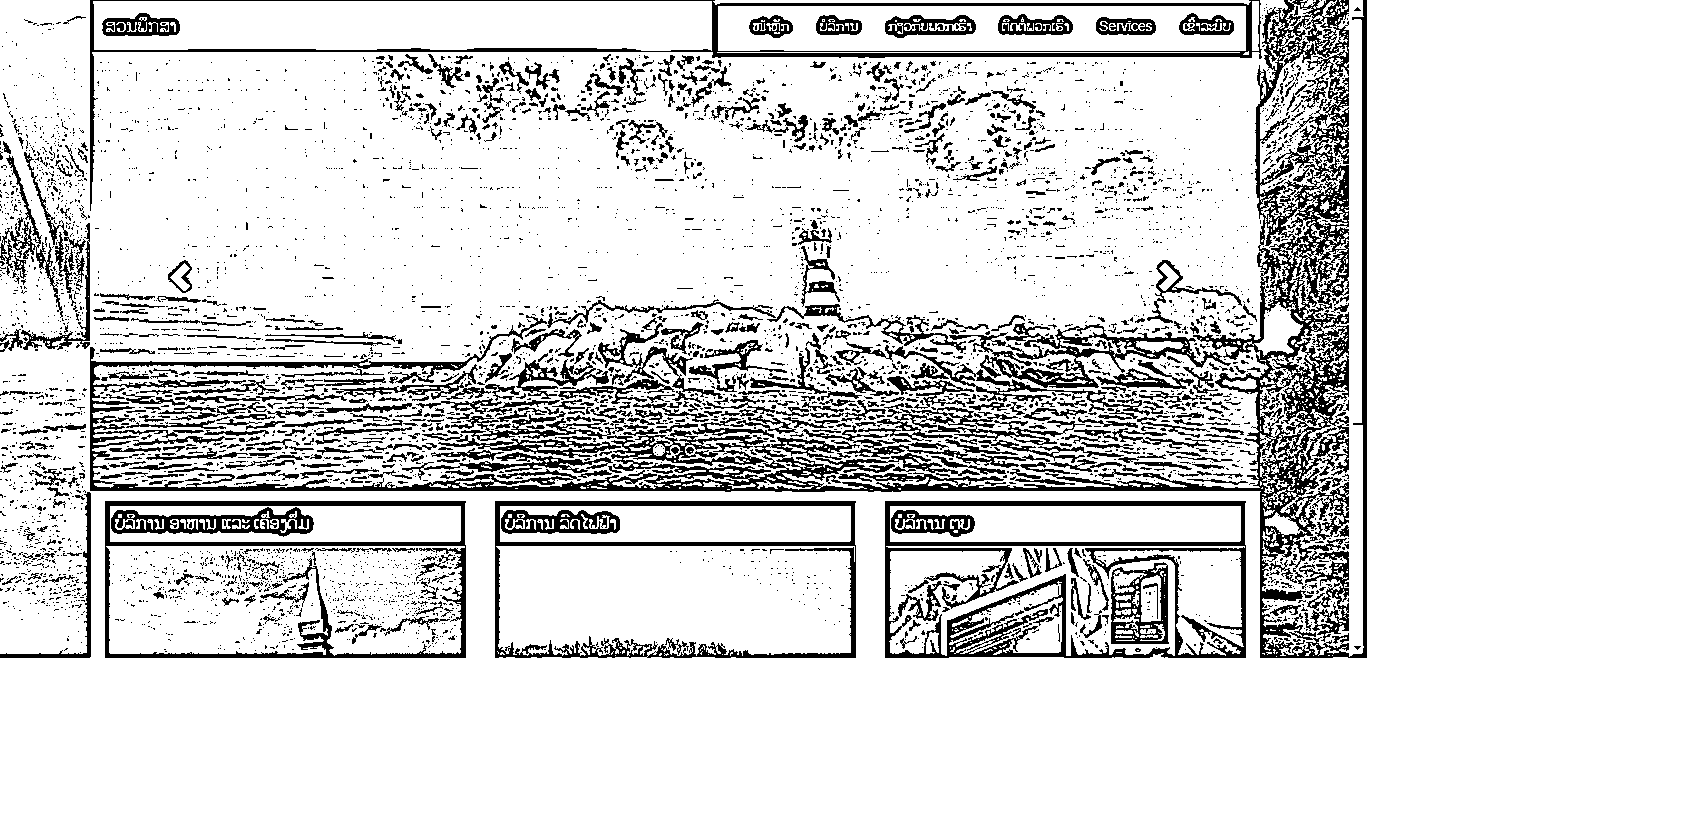 ສວນພຶກສາ
ໜ້າຫຼັກ ບໍລິການ ກ່ຽວກັບພວກເຮົາ ຕິດຕໍ່ພວກເຮົາ Services ເຂົ້າລະບົບ
ບໍລິການ ອາຫານ ແລະ ເຄື່ອງດື່ມ
ບໍລິການ ລົດໄຟຟ້າ
ບໍລິການ ຕູບ